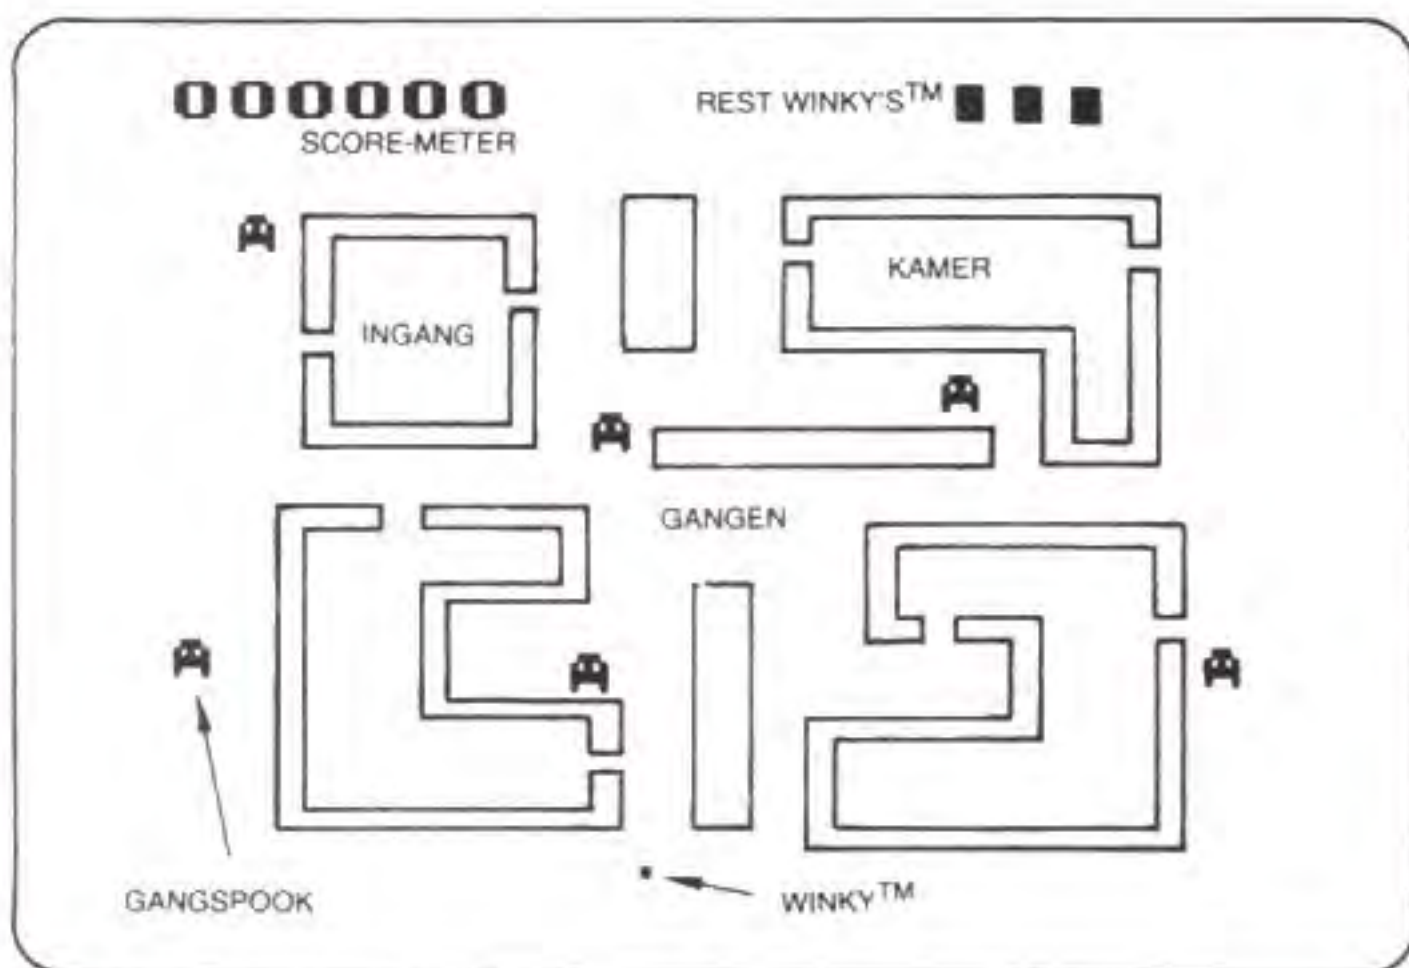 000000
REST WINKY'S™
SCORE-METER
KAMER
INGANG
GANGEN
GANGSPOOK
WINKY™